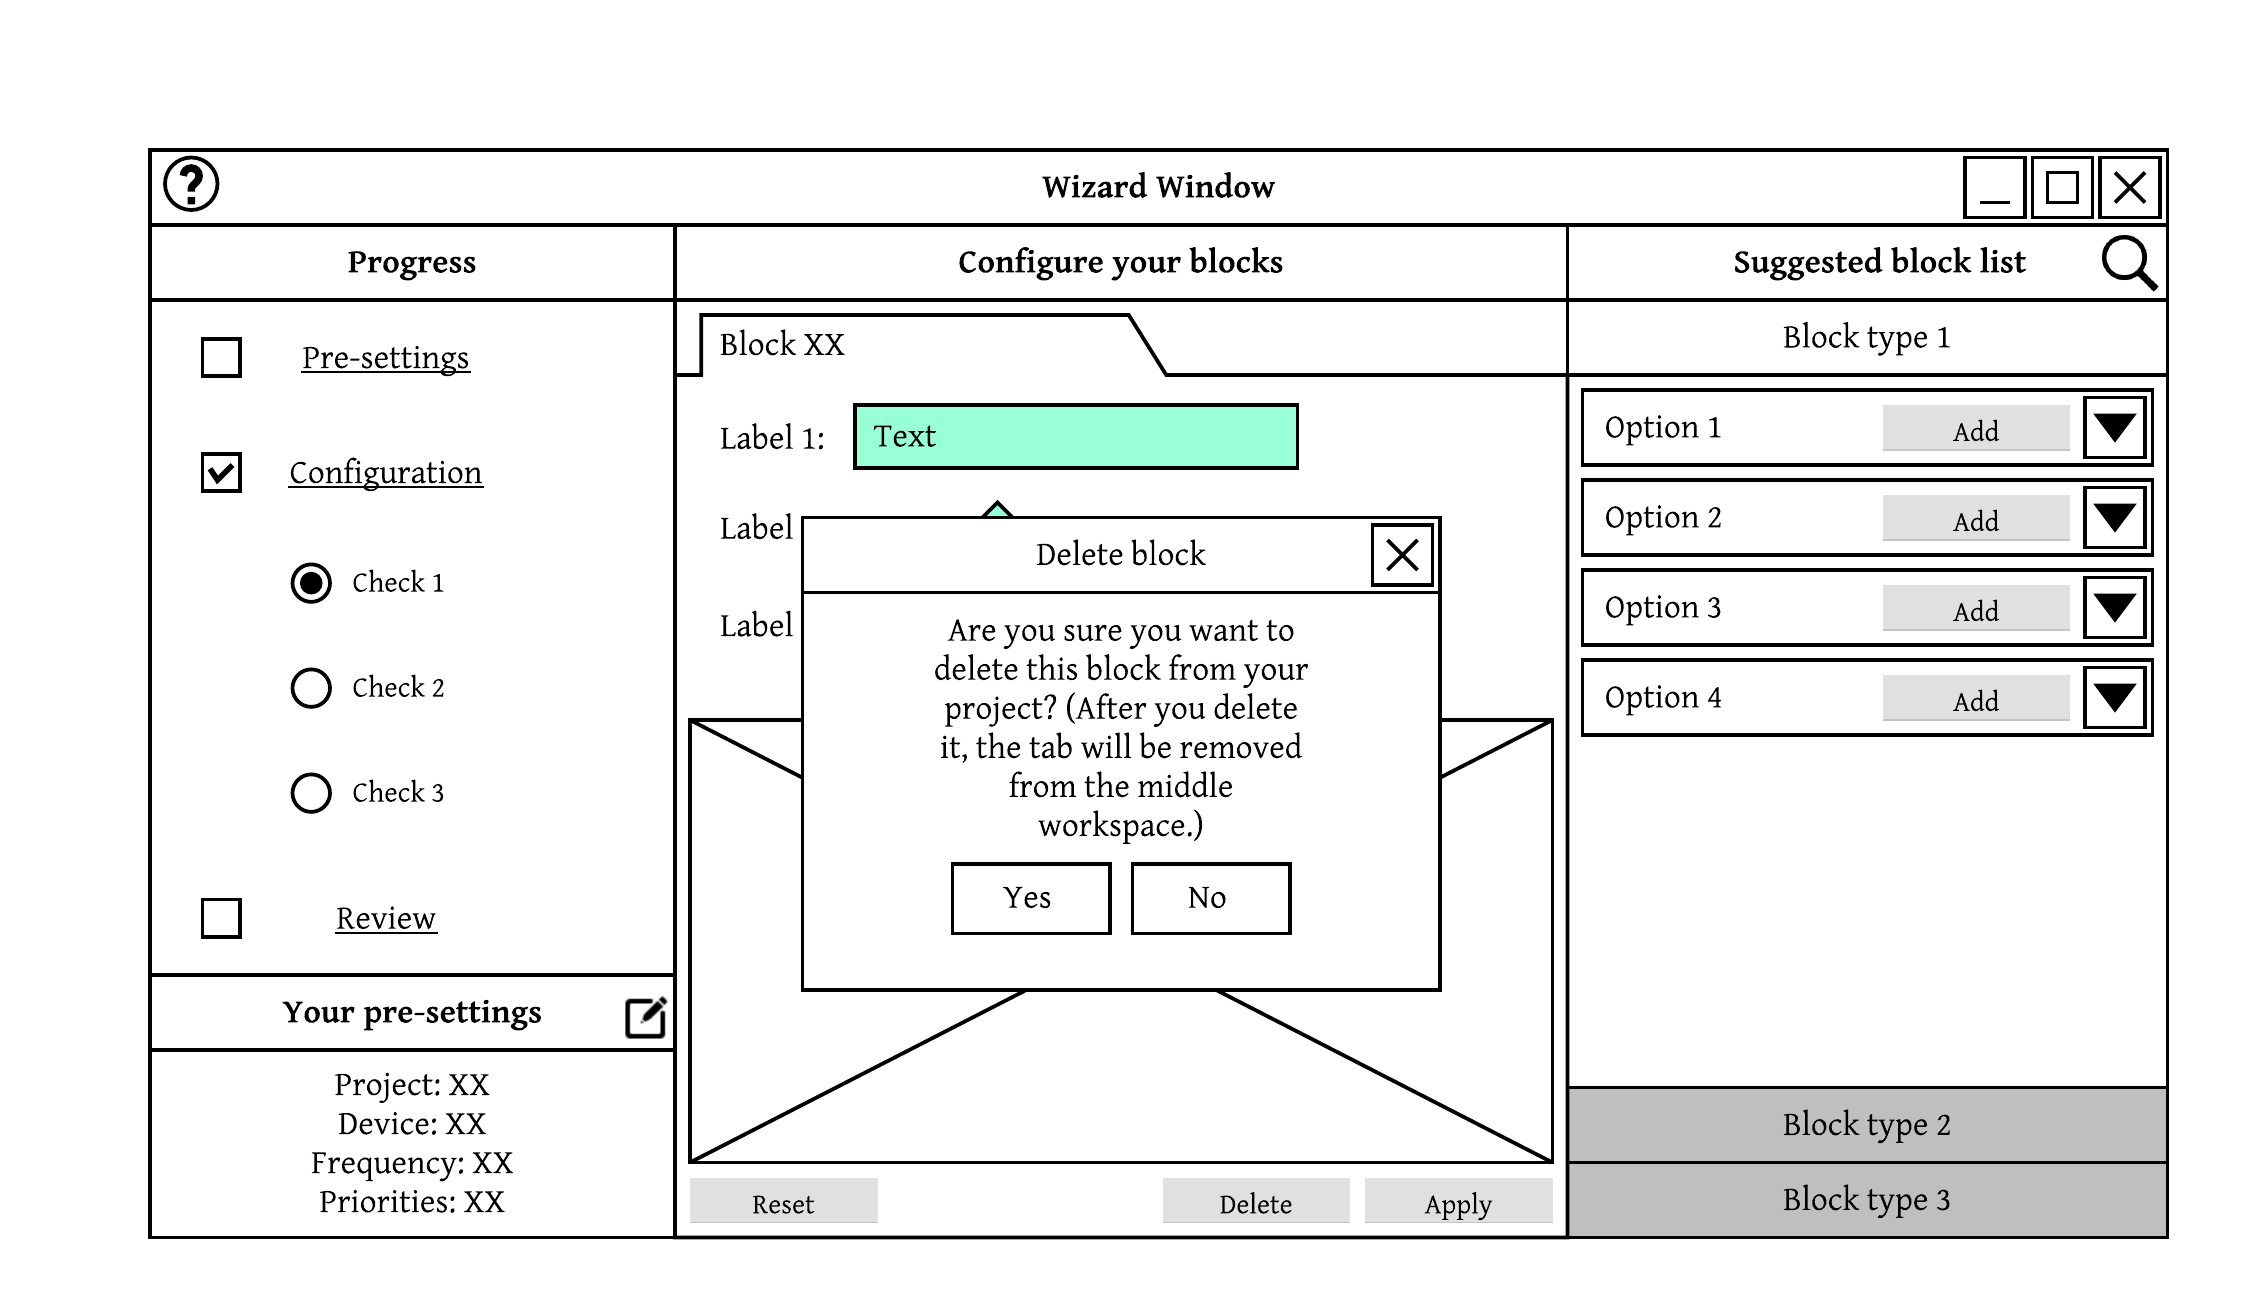 Wizard Window
Progress
Configure your blocks
Suggested block list
Pre-settings
Configuration
Check 1
Check 2
Check 3
Review
Your pre-settings
Project: XX
Device: XX
Frequency: XX
Priorities: XX
Block XX
Label 1:
Text
Label
Label
Delete block
Are you sure you want to
delete this block from your
project? (After you delete
it, the tab will be removed
from the middle
workspace.)
Yes
No
Reset
Delete
Apply
Block type 1
Option 1
Add
Option 2
Add
Option 3
Add
Option 4
Add
Block type 2
Block type 3